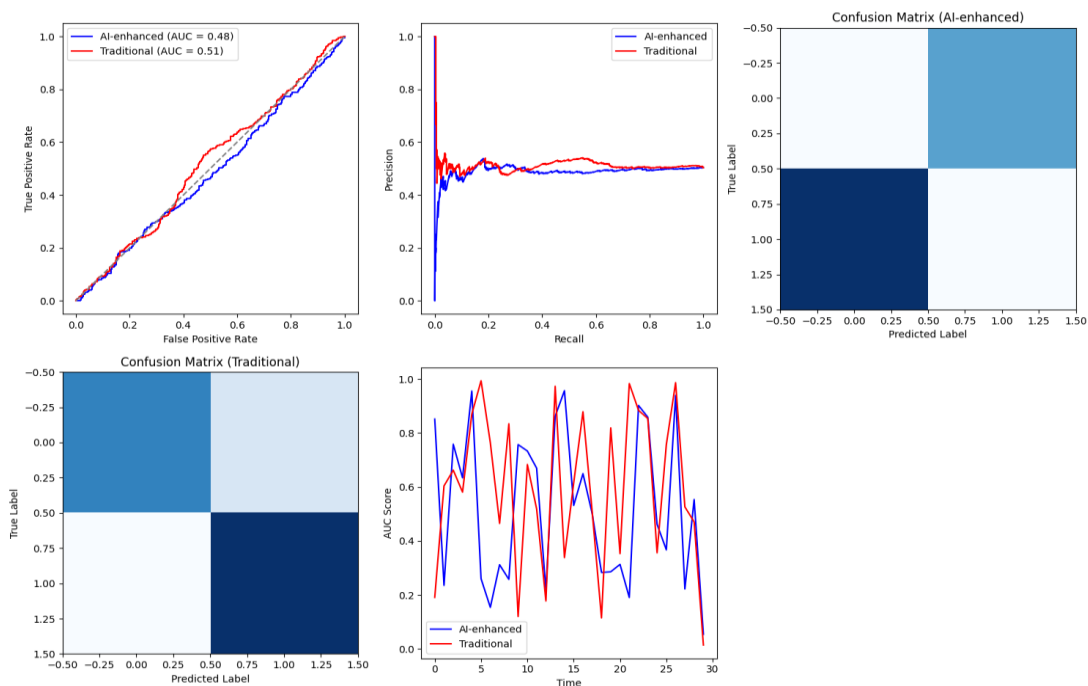 AI-enhanced (AUC = 0.48)
Traditional (AUC = 0.51)
True Positive Rate
1.0
0.8
0.6
0.4
0.2
0.0
0.0 0.2 0.4 0.6 0.8 1.0
False Positive Rate
AI-enhanced
Traditional
Precision
1.0
0.8
0.6
0.4
0.2
0.0
0.0 0.2 0.4 0.6 0.8 1.0
Recall
Confusion Matrix (AI-enhanced)
True Label
−0.50
−0.25
0.00
0.25
0.50
0.75
1.00
1.25
1.50
−0.50 −0.25 0.00 0.25 0.50 0.75 1.00 1.25 1.50
Predicted Label
Confusion Matrix (Traditional)
True Label
−0.50
−0.25
0.00
0.25
0.50
0.75
1.00
1.25
1.50
−0.50 −0.25 0.00 0.25 0.50 0.75 1.00 1.25 1.50
Predicted Label
AUC Score
1.0
0.8
0.6
0.4
0.2
0.0
AI-enhanced
Traditional
0 5 10 15 20 25 30
Time